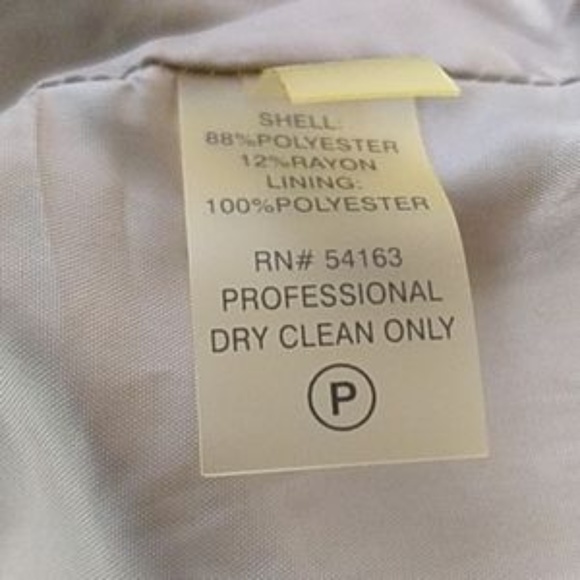 SHELL:
88%POLYESTER
12%RAYON
LINING:
100%POLYESTER
RN# 54163
PROFESSIONAL
DRY CLEAN ONLY
P